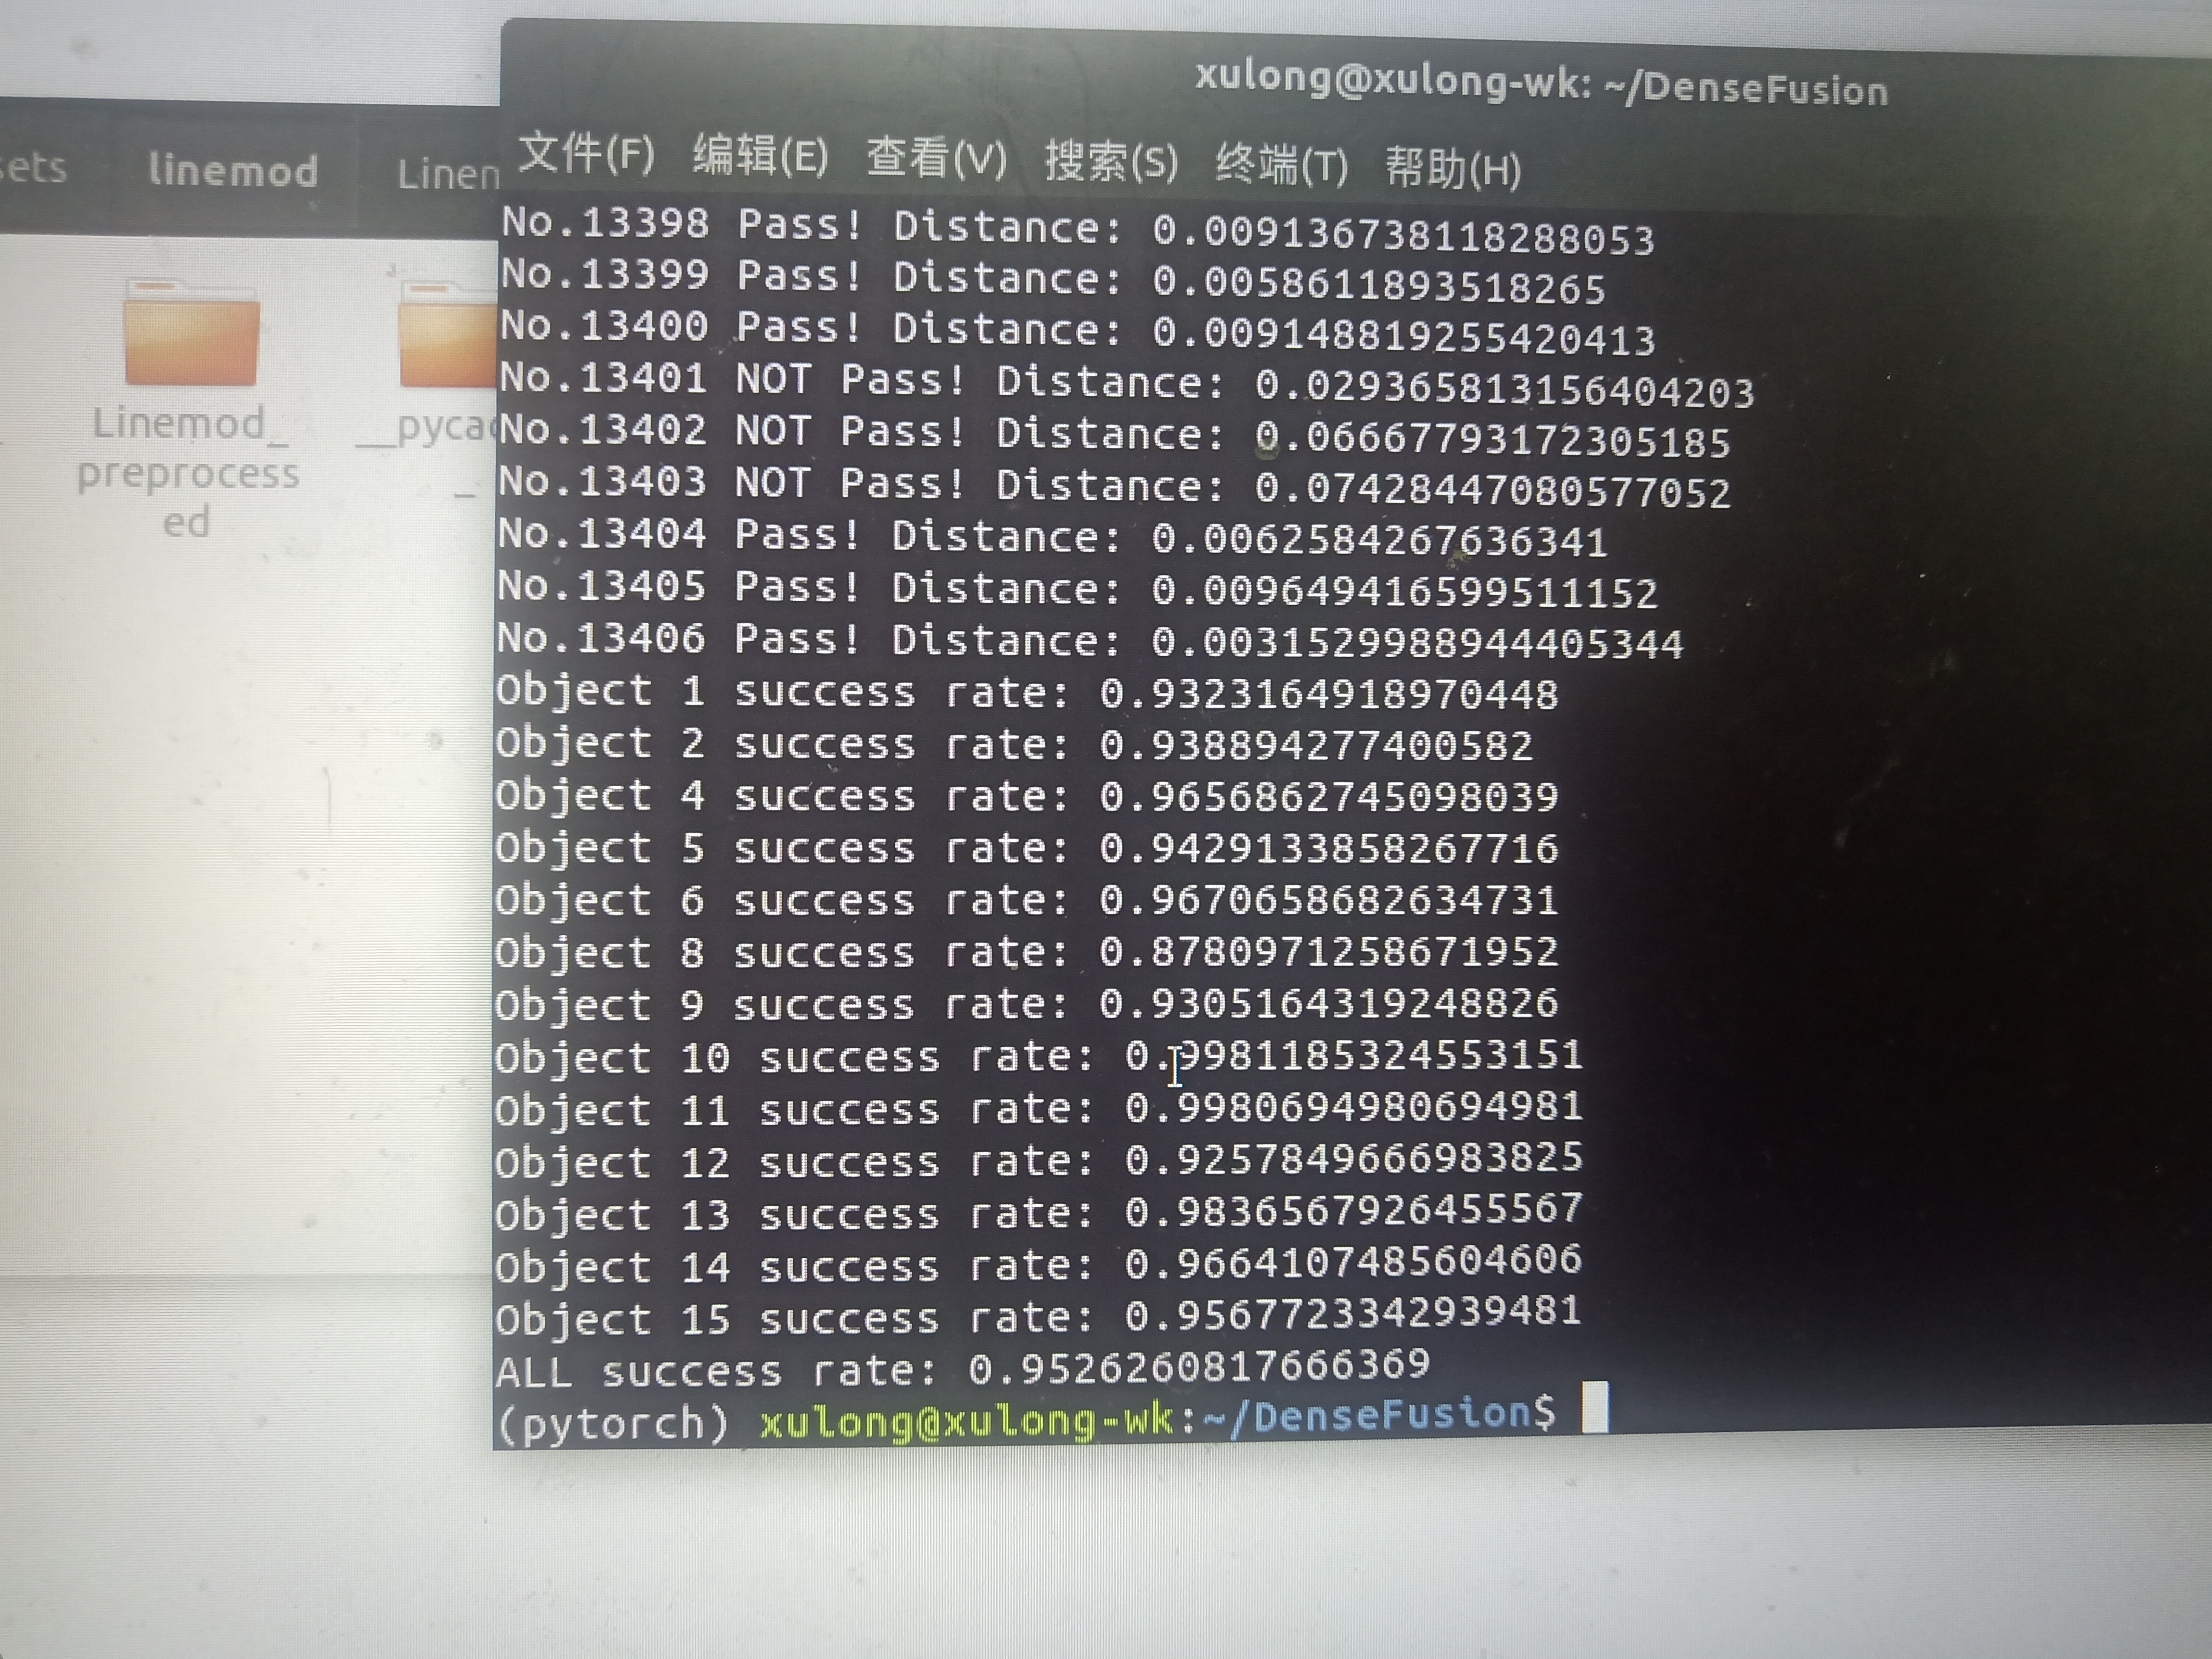 xulong@xulong-wk: ~/DenseFusion
文件(F) 编辑(E) 查看(V) 搜索(S) 终端(T) 帮助(H)
sets linemod Linem
Linemod_
preprocess
ed
__pycac
_
No.13398 Pass! Distance: 0.009136738118288053
No.13399 Pass! Distance: 0.0058611893518265
No.13400 Pass! Distance: 0.009148819255420413
No.13401 NOT Pass! Distance: 0.029365813156404203
No.13402 NOT Pass! Distance: 0.06667793172305185
No.13403 NOT Pass! Distance: 0.07428447080577052
No.13404 Pass! Distance: 0.0062584267636341
No.13405 Pass! Distance: 0.009649416599511152
No.13406 Pass! Distance: 0.0031529988944405344
Object 1 success rate: 0.9323164918970448
Object 2 success rate: 0.938894277400582
Object 4 success rate: 0.9656862745098039
Object 5 success rate: 0.9429133858267716
Object 6 success rate: 0.9670658682634731
Object 8 success rate: 0.8780971258671952
Object 9 success rate: 0.9305164319248826
Object 10 success rate: 0.9981185324553151
Object 11 success rate: 0.9980694980694981
Object 12 success rate: 0.9257849666983825
Object 13 success rate: 0.9836567926455567
Object 14 success rate: 0.9664107485604606
Object 15 success rate: 0.9567723342939481
ALL success rate: 0.9526260817666369
(pytorch) xulong@xulong-wk:~/DenseFusion$